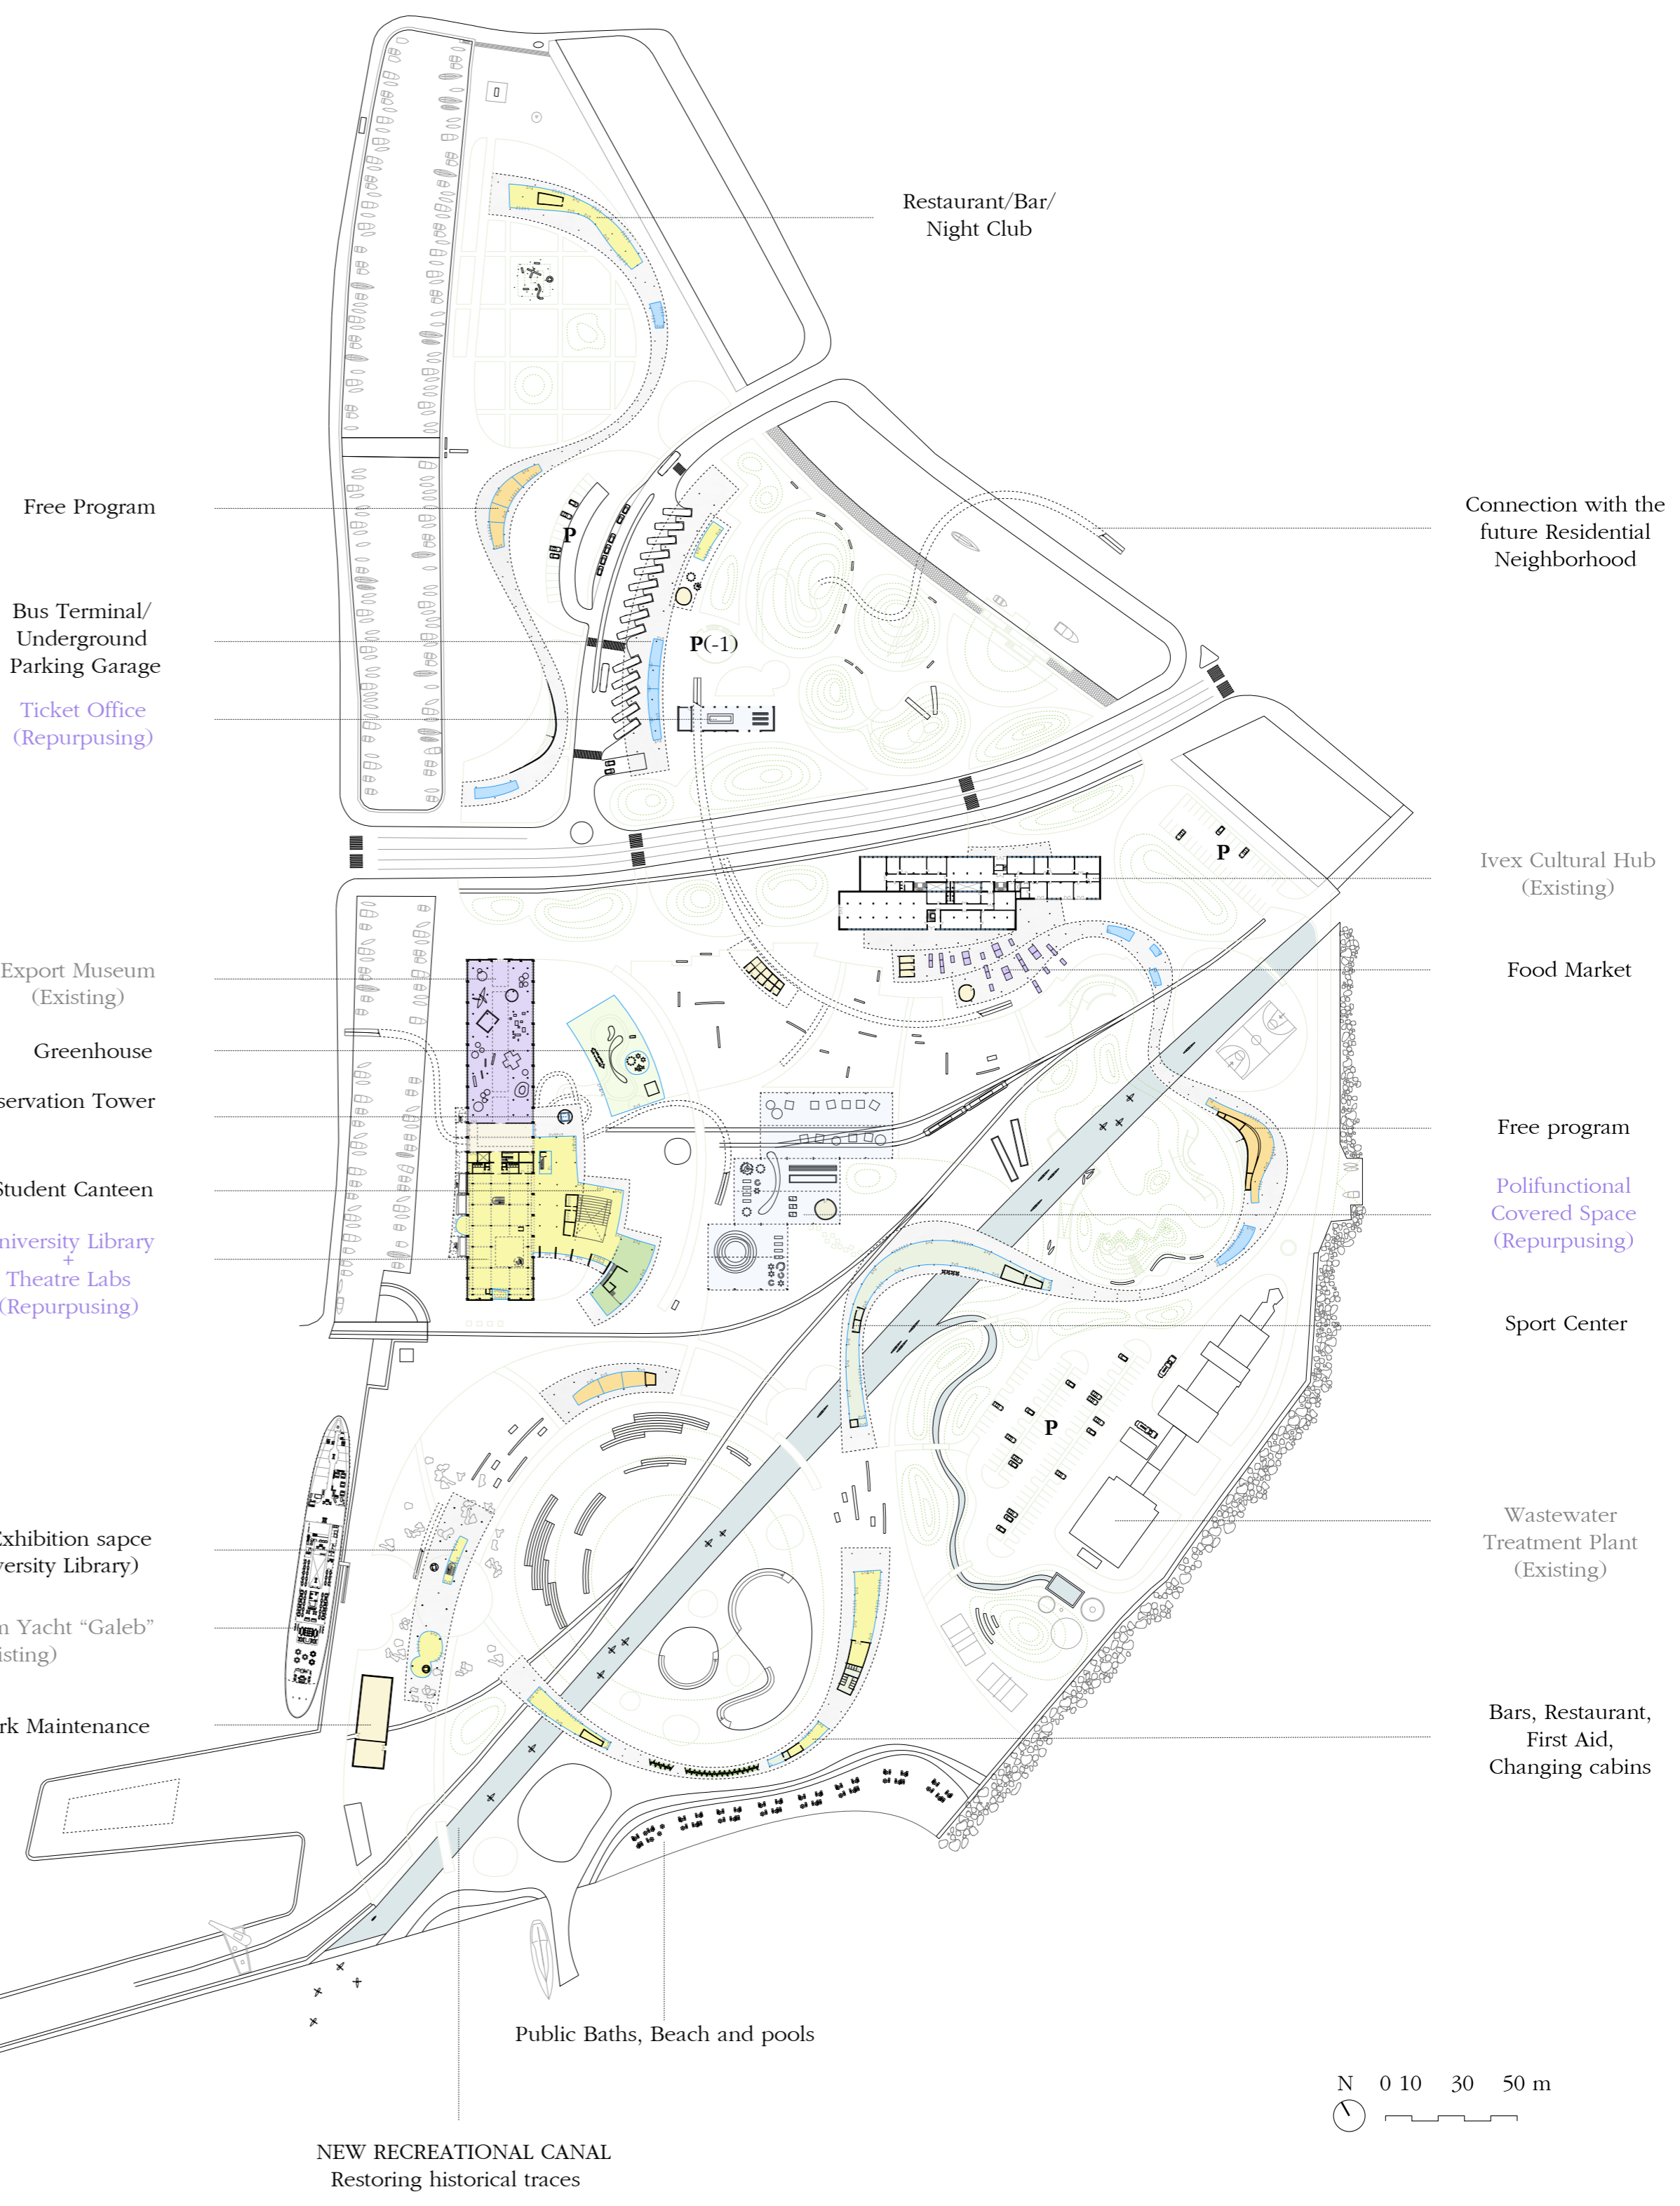 Restaurant/Bar/
Night Club
Free Program
P
Connection with the
future Residential
Neighborhood
Bus Terminal/
Underground
Parking Garage
P(-1)
Ticket Office
(Repurpusing)
P
Ivex Cultural Hub
(Existing)
Export Museum
(Existing)
Food Market
Greenhouse
servation Tower
Free program
Student Canteen
Polifunctional
Covered Space
(Repurpusing)
niversity Library
+
Theatre Labs
(Repurpusing)
Sport Center
P
Exhibition sapce
versity Library)
Wastewater
Treatment Plant
(Existing)
n Yacht “Galeb”
isting)
rk Maintenance
Bars, Restaurant,
First Aid,
Changing cabins
Public Baths, Beach and pools
N 0 10 30 50 m
NEW RECREATIONAL CANAL
Restoring historical traces